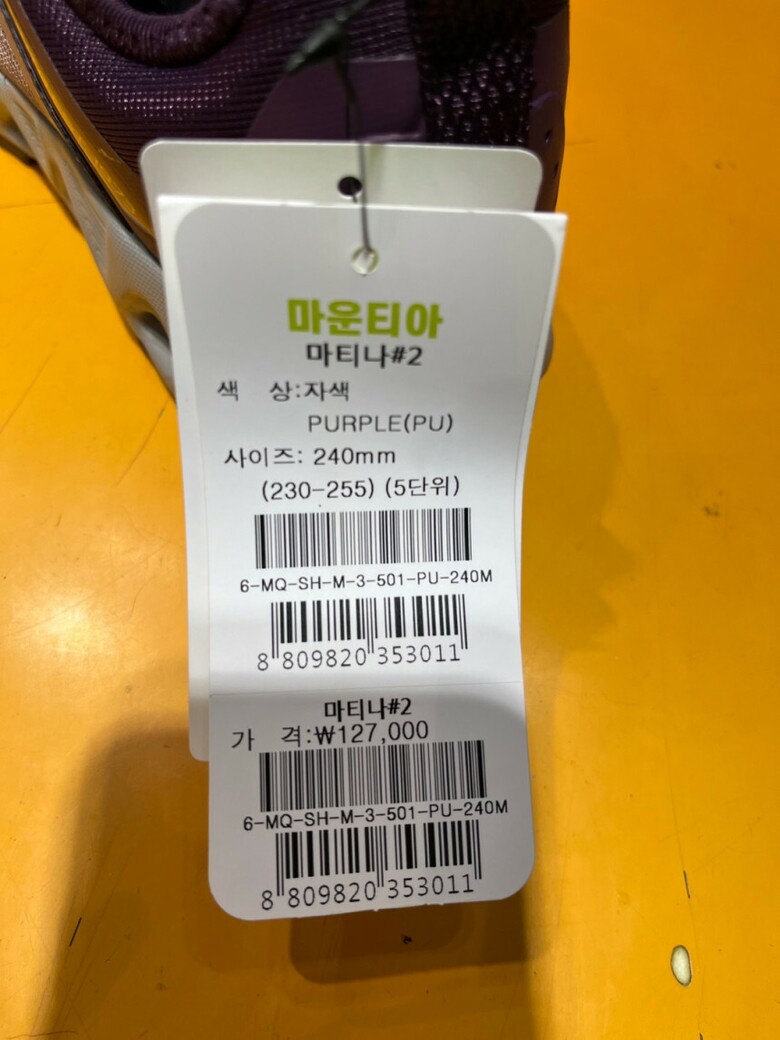 마운티아
마티나#2
색 상:자색
PURPLE(PU)
사이즈: 240mm
(230-255) (5단위)
6-MQ-SH-M-3-501-PU-240M
8 809820 353011
마티나#2
가 격:₩127,000
6-MQ-SH-M-3-501-PU-240M
8 809820 353011